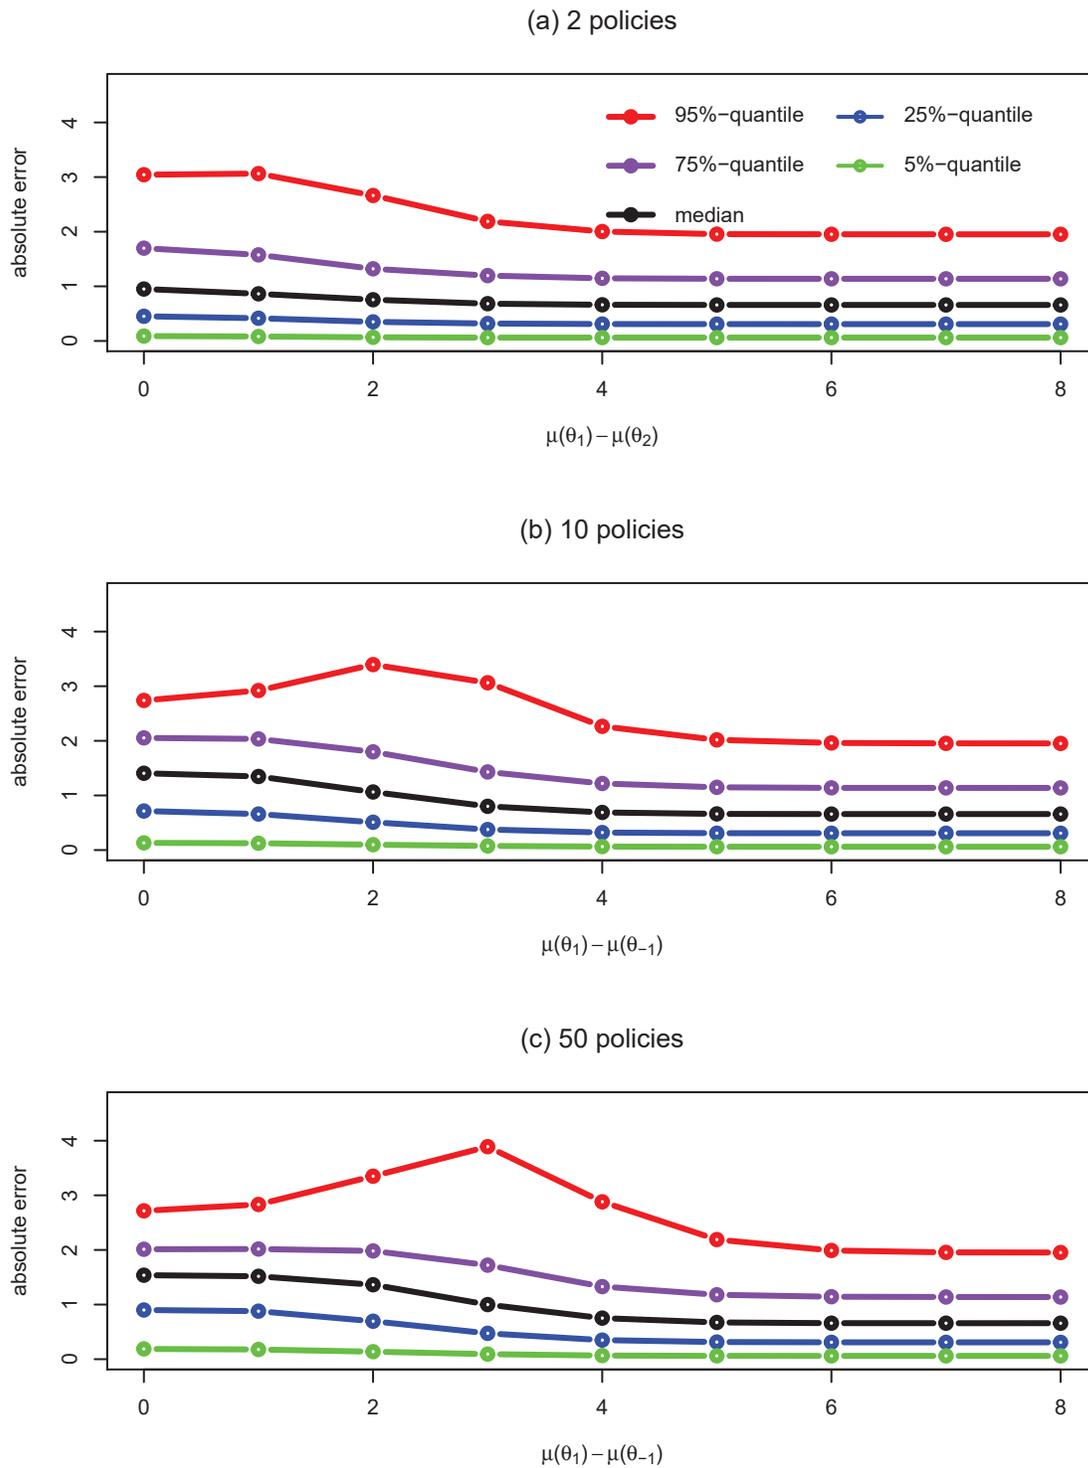 (a) 2 policies
absolute error
4
3
2
1
0
95%−quantile
75%−quantile
median
25%−quantile
5%−quantile
0 2 4 6 8
μ(θ1) − μ(θ2)
(b) 10 policies
absolute error
4
3
2
1
0
0 2 4 6 8
μ(θ1) − μ(θ−1)
(c) 50 policies
absolute error
4
3
2
1
0
0 2 4 6 8
μ(θ1) − μ(θ−1)